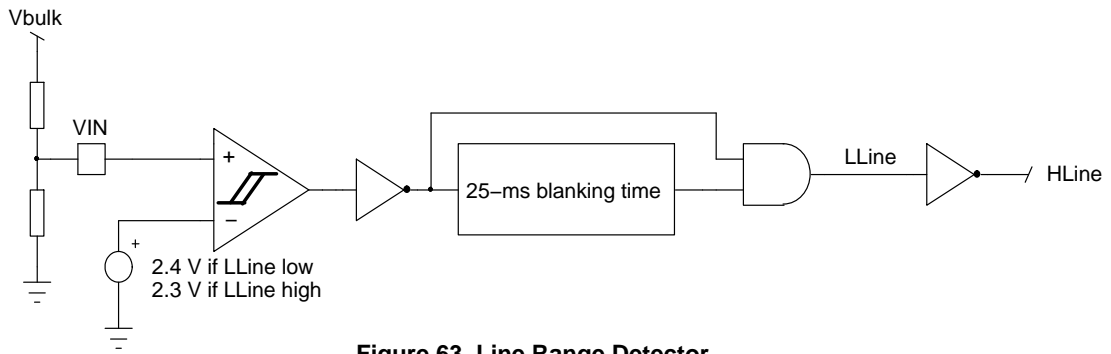 Vbulk
VIN
+
−
+
2.4 V if LLine low
2.3 V if LLine high
25−ms blanking time
LLine
HLine
Figure 63. Line Range Detector